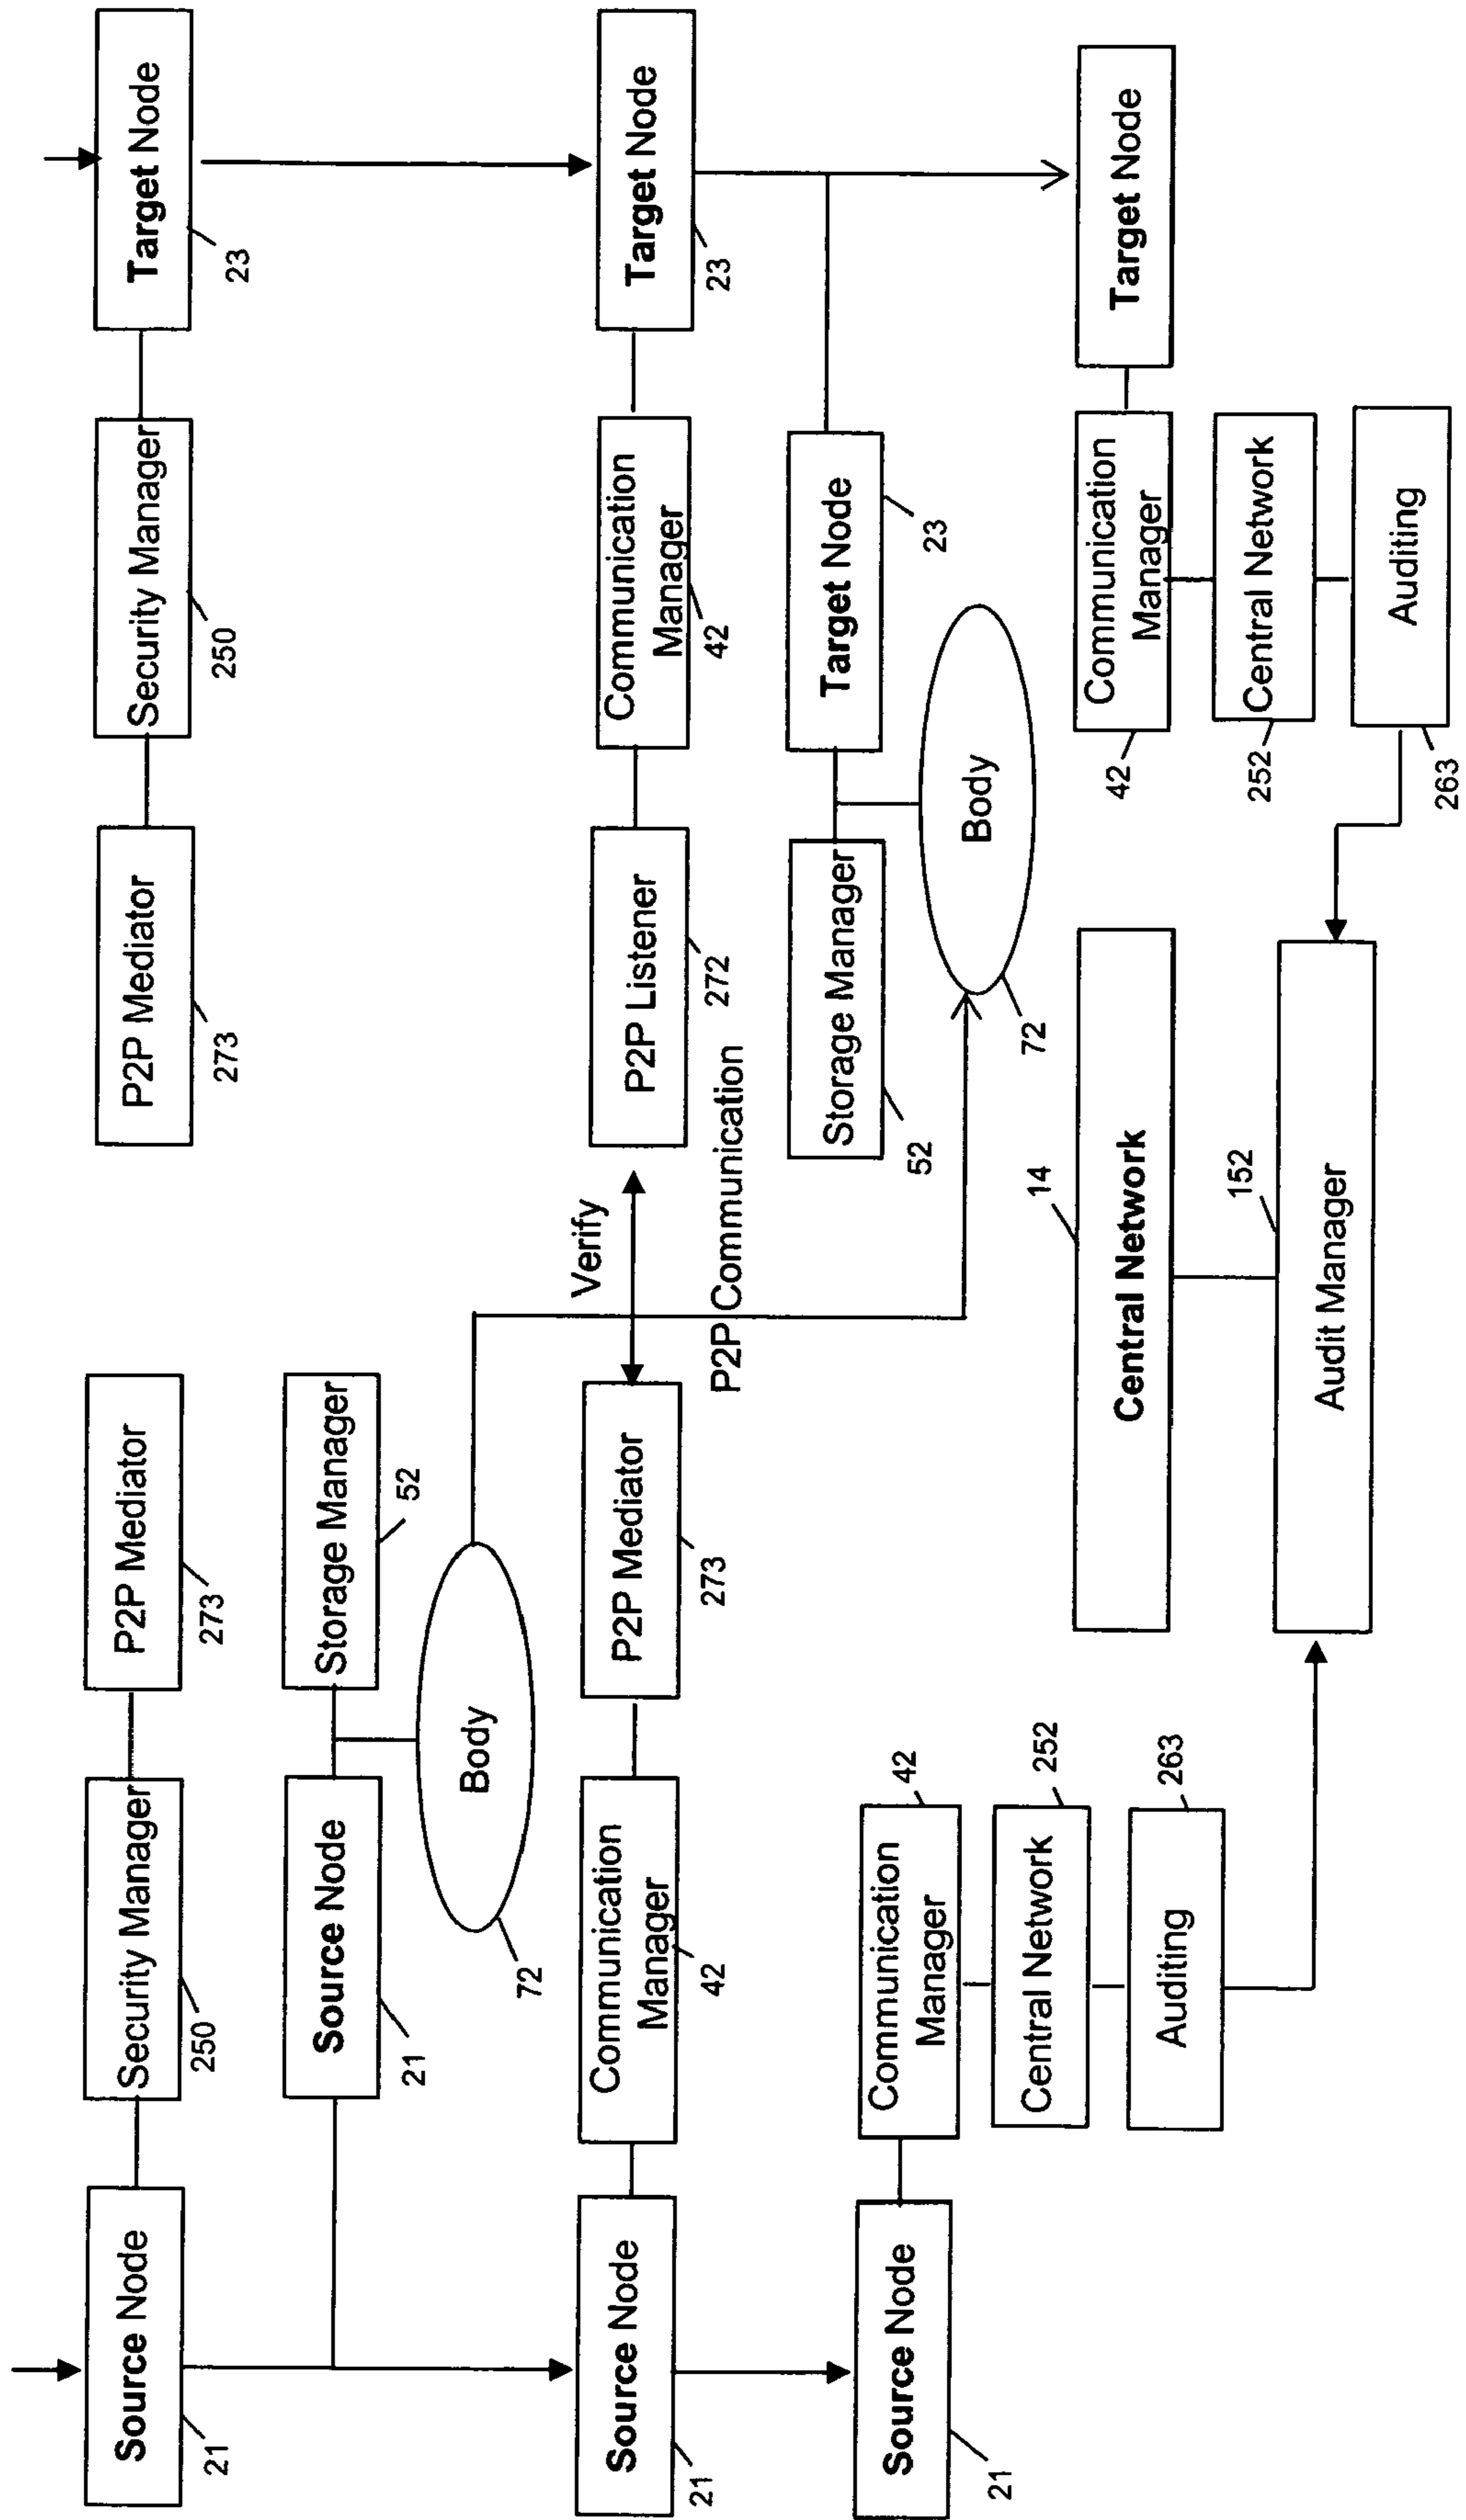 Source Node
21
Security Manager
250
P2P Mediator
273
P2P Mediator
273
Security Manager
250
Target Node
23
Source Node
21
Storage Manager
52
Body
72
Source Node
21
Communication
Manager
42
P2P Mediator
273
Verify
P2P Communication
P2P Listener
272
Communication
Manager
42
Target Node
23
Storage Manager
52
Target Node
23
Body
72
Source Node
21
Communication
Manager
42
Central Network
252
Auditing
263
Central Network
14
Audit Manager
152
Communication
Manager
42
Target Node
Central Network
252
Auditing
263